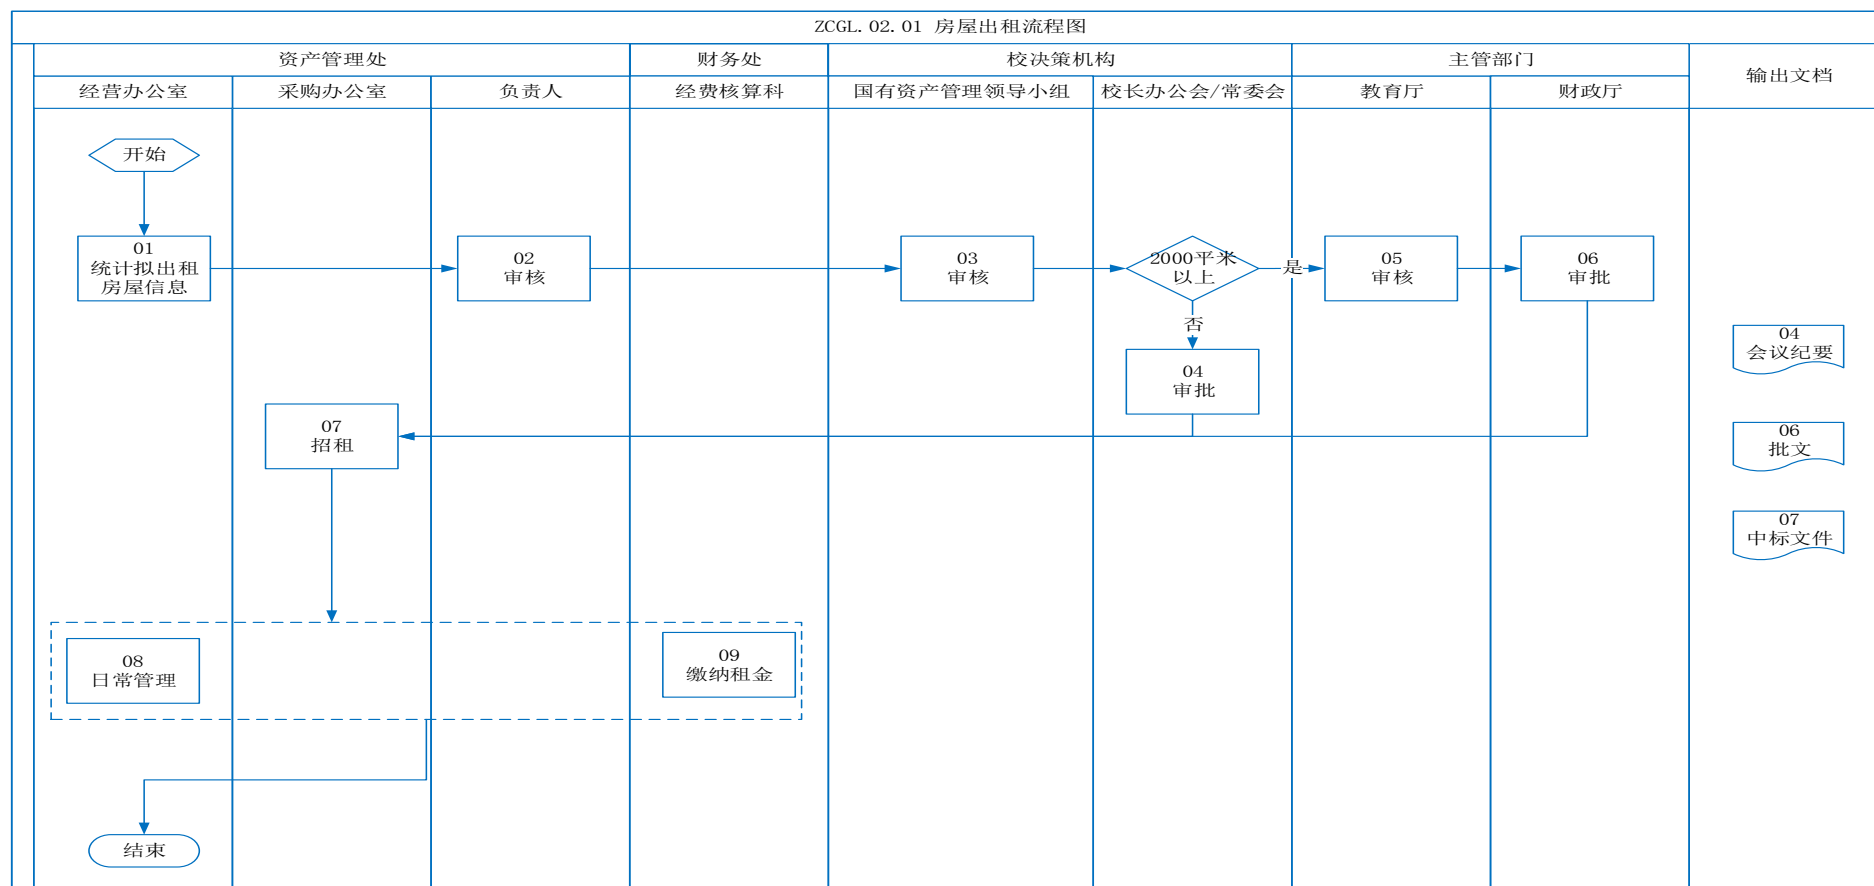 ZCGL.02.01 房屋出租流程图
资产管理处
财务处
校决策机构
主管部门
输出文档
经营办公室
采购办公室
负责人
经费核算科
国有资产管理领导小组
校长办公会/常委会
教育厅
财政厅
开始
01
统计拟出租
房屋信息
02
审核
03
审核
2000平米
以上
是
05
审核
06
审批
否
04
审批
04
会议纪要
07
招租
06
批文
07
中标文件
08
日常管理
09
缴纳租金
结束